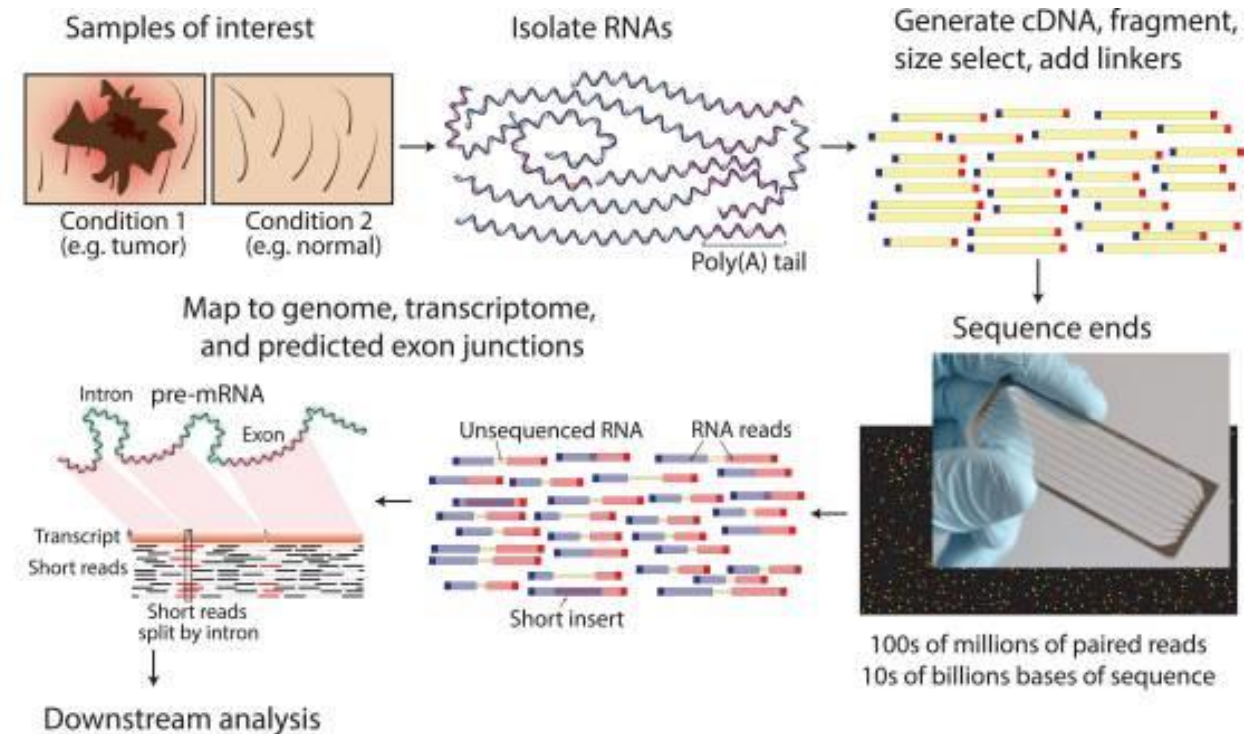 Samples of interest
Condition 1
(e.g. tumor)
Condition 2
(e.g. normal)
Isolate RNAs
Poly(A) tail
Generate cDNA, fragment,
size select, add linkers
Sequence ends
100s of millions of paired reads
10s of billions bases of sequence
Unsequenced RNA
RNA reads
Short insert
Map to genome, transcriptome,
and predicted exon junctions
Intron
pre-mRNA
Exon
Transcript
Short reads
Short reads
split by intron
Downstream analysis